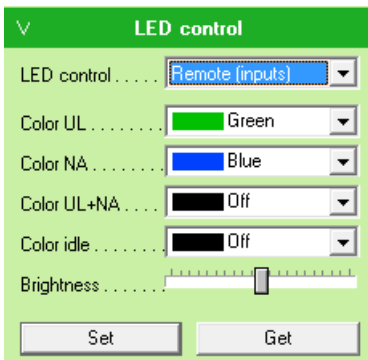 V LED control
LED control ..... Remote (inputs)
Color UL ........ Green
Color NA ........ Blue
Color UL+NA .... Off
Color idle ........ Off
Brightness .......
Set Get